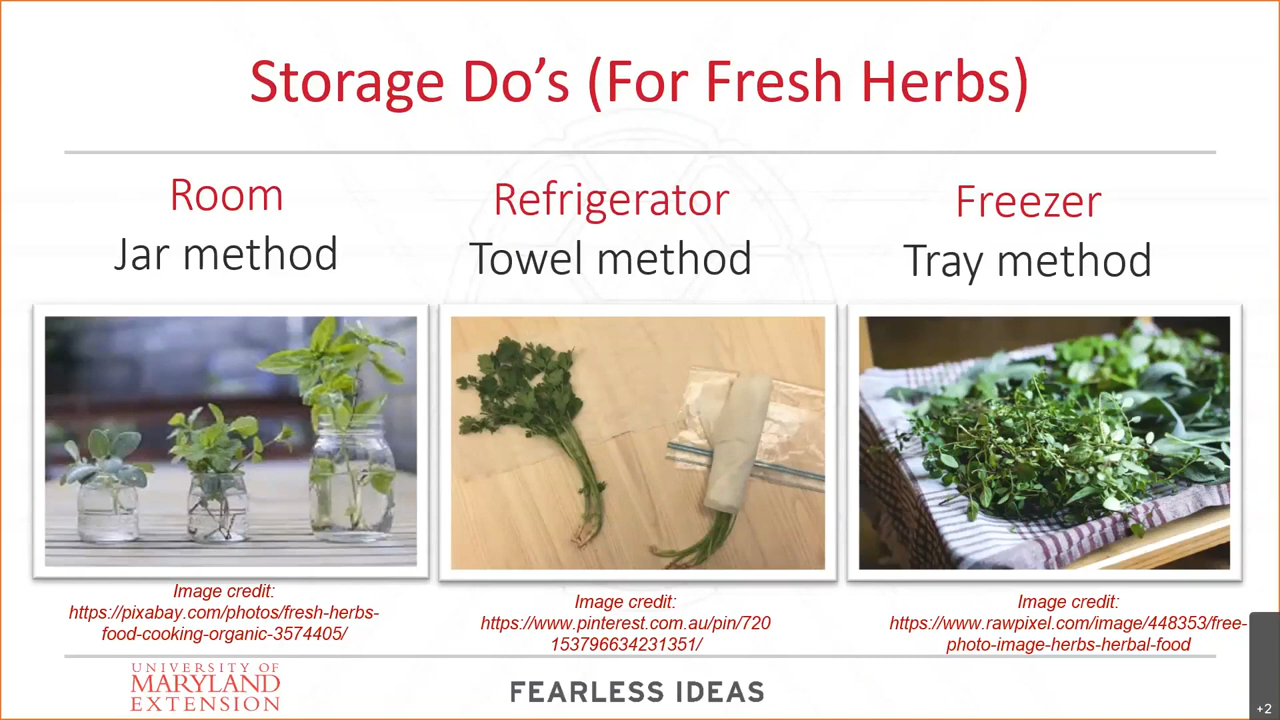 Storage Do’s (For Fresh Herbs)
Room
Jar method
Refrigerator
Towel method
Freezer
Tray method
Image credit:
https://pixabay.com/photos/fresh-herbs-
food-cooking-organic-3574405/
Image credit:
https://www.pinterest.com.au/pin/720
153796634231351/
Image credit:
https://www.rawpixel.com/image/448353/free-
photo-image-herbs-herbal-food
UNIVERSITY OF
MARYLAND
EXTENSION
FEARLESS IDEAS
+2